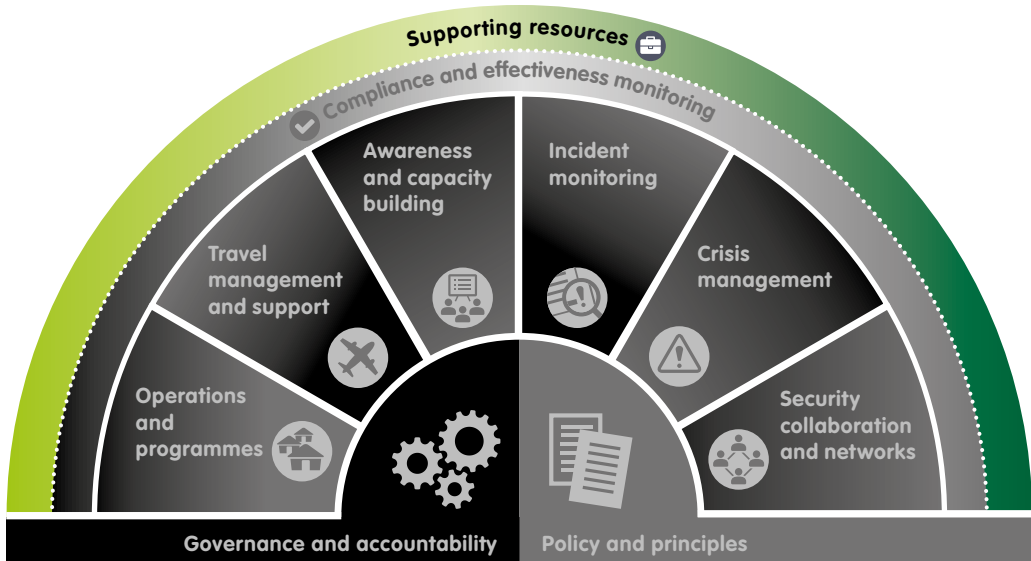 Supporting resources
Compliance and effectiveness monitoring
Awareness
and capacity
building
Incident
monitoring
Travel
management
and support
Crisis
management
Operations
and
programmes
Security
collaboration
and networks
Governance and accountability
Policy and principles